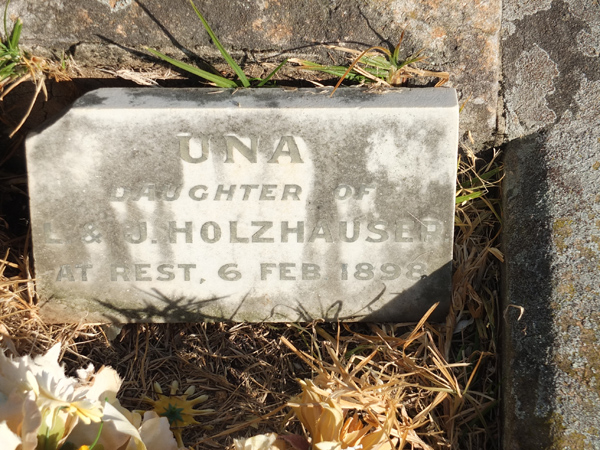 UNA
DAUGHTER OF
L & J. HOLZHAUSER
AT REST, 6 FEB 1898